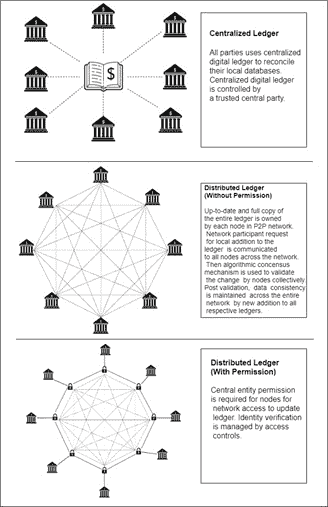 $
Centralized Ledger
All parties uses centralized
digital ledger to reconcile
their local databases.
Centralized digital ledger
is controlled by
a trusted central party.
Distributed Ledger
(Without Permission)
Up-to-date and full copy of
the entire ledger is owned
by each node in P2P network.
Network participant request
for local addition to the
ledger is communicated
to all nodes across the network.
Then algorithmic concensus
mechanism is used to validate
the change by nodes collectively
Post validation, data consistency
is maintained across the entire
network by new addition to all
respective ledgers.
Distributed Ledger
(With Permission)
Central entity permission
is required for nodes for
network access to update
ledger. Identity verification
is managed by access
controls.